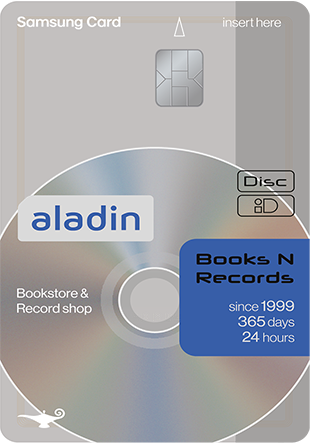 Samsung Card
insert here
Disc
iD
aladin
Books N
Records
Bookstore &
Record shop
since 1999
365 days
24 hours